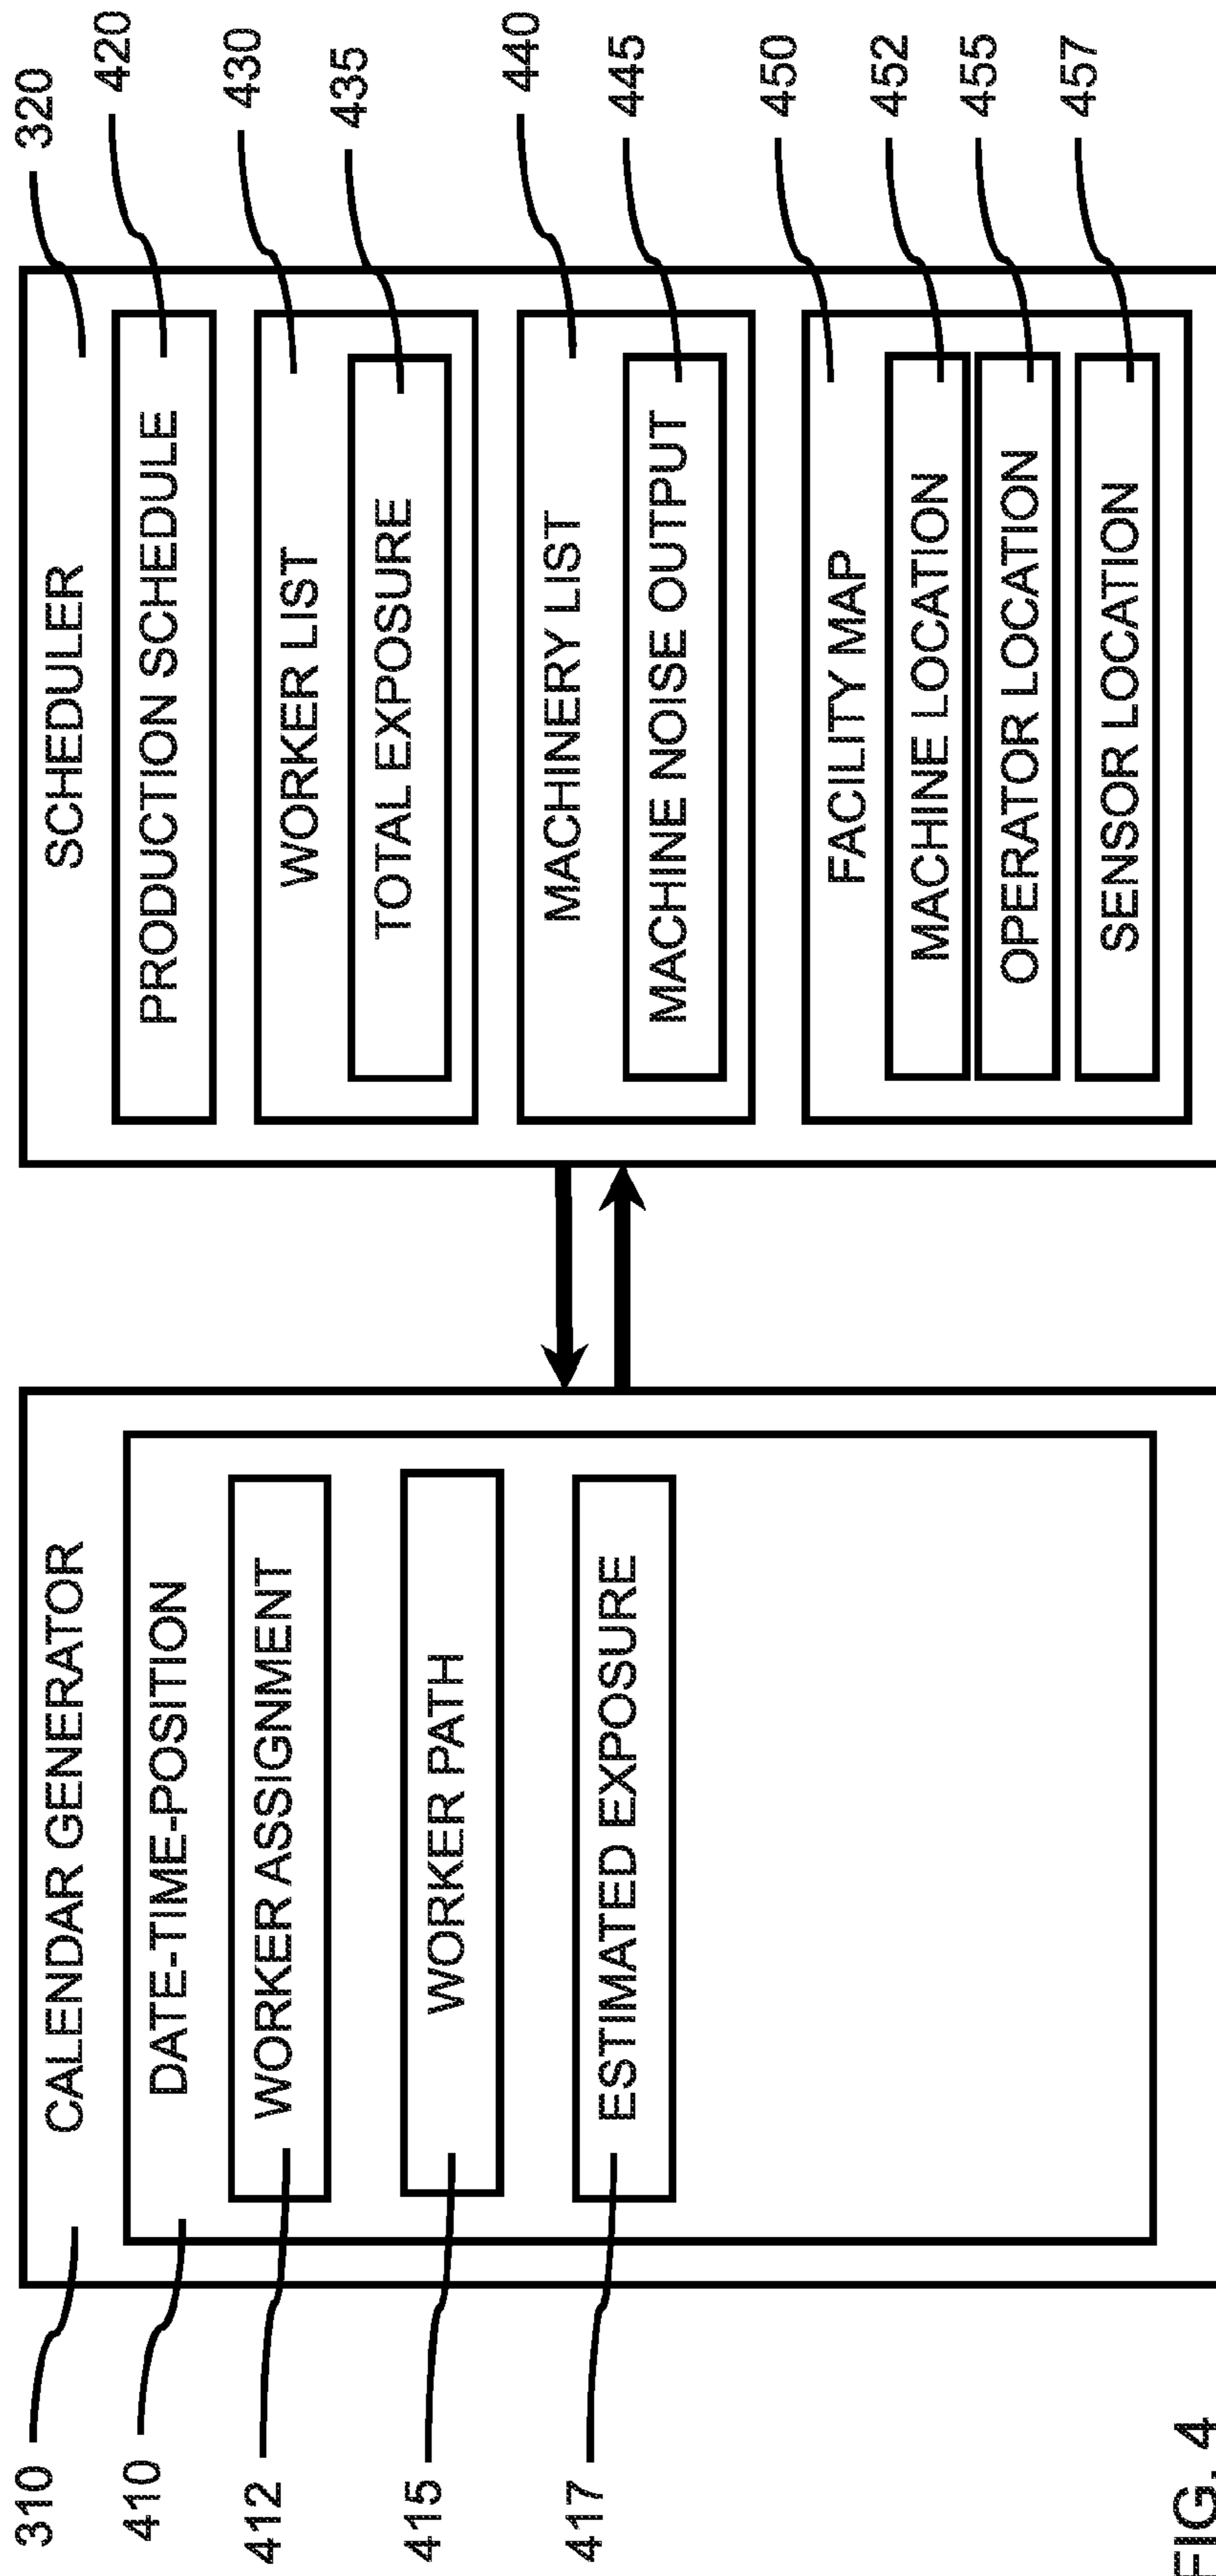 310
CALENDAR GENERATOR
410
DATE-TIME-POSITION
412
WORKER ASSIGNMENT
415
WORKER PATH
417
ESTIMATED EXPOSURE
SCHEDULER
320
PRODUCTION SCHEDULE
420
WORKER LIST
430
TOTAL EXPOSURE
435
MACHINERY LIST
440
MACHINE NOISE OUTPUT
445
FACILITY MAP
450
MACHINE LOCATION
452
OPERATOR LOCATION
455
SENSOR LOCATION
457
FIG. 4